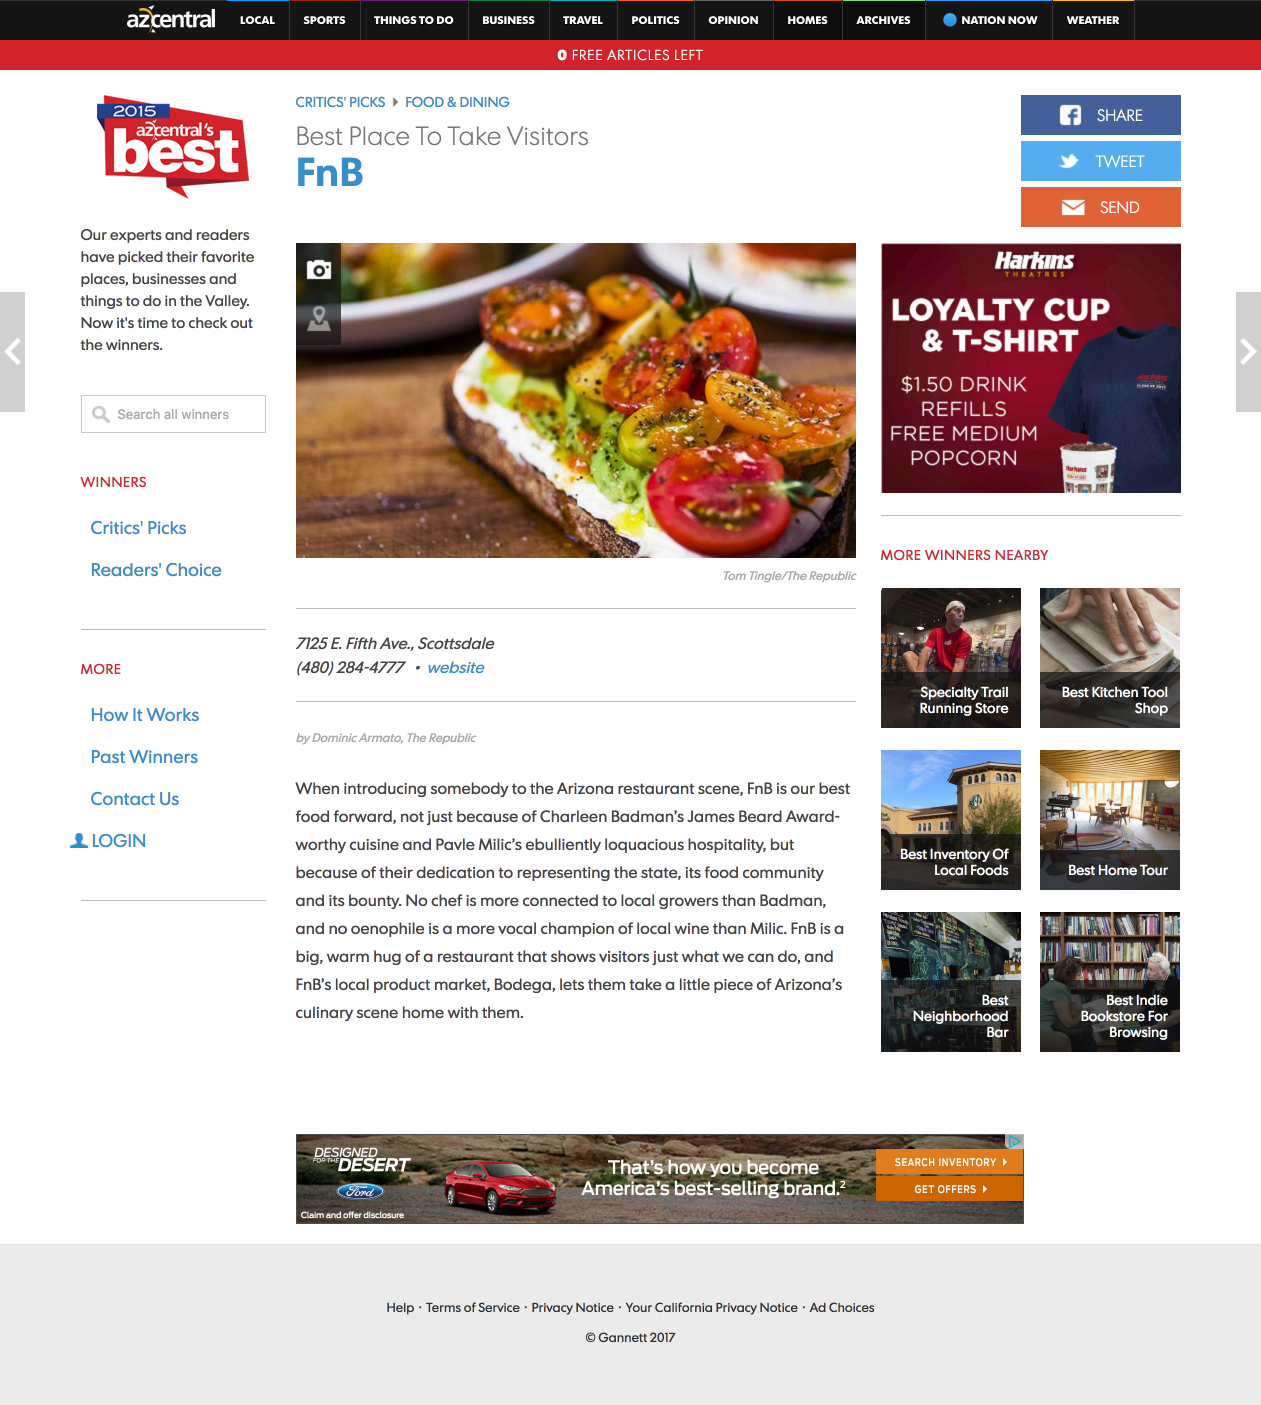 azcentral LOCAL SPORTS THINGS TO DO BUSINESS TRAVEL POLITICS OPINION HOMES ARCHIVES NATION NOW WEATHER
0 FREE ARTICLES LEFT
2015
azcentral's
best
Our experts and readers
have picked their favorite
places, businesses and
things to do in the Valley.
Now it's time to check out
the winners.
Search all winners
WINNERS
Critics' Picks
Readers' Choice
MORE
How It Works
Past Winners
Contact Us
LOGIN
CRITICS' PICKS FOOD & DINING
Best Place To Take Visitors
FnB
SHARE
TWEET
SEND
Tom Tingle/The Republic
7125 E. Fifth Ave., Scottsdale
(480) 284-4777 • website
by Dominic Armato, The Republic
When introducing somebody to the Arizona restaurant scene, FnB is our best
food forward, not just because of Charleen Badman's James Beard Award-
worthy cuisine and Pavle Milic's ebulliently loquacious hospitality, but
because of their dedication to representing the state, its food community
and its bounty. No chef is more connected to local growers than Badman,
and no oenophile is a more vocal champion of local wine than Milic. FnB is a
big, warm hug of a restaurant that shows visitors just what we can do, and
FnB's local product market, Bodega, lets them take a little piece of Arizona's
culinary scene home with them.
Harkins
THEATRES
LOYALTY CUP
& T-SHIRT
$1.50 DRINK
REFILLS
FREE MEDIUM
POPCORN
Harkins
Harkins
MORE WINNERS NEARBY
Specialty Trail
Running Store
Best Kitchen Tool
Shop
Best Inventory Of
Local Foods
Best Home Tour
Best
Neighborhood
Bar
Best Indie
Bookstore For
Browsing
DESIGNED
FOR THE DESERT
Ford
Claim and offer disclosure
That's how you become
America's best-selling brand.2
SEARCH INVENTORY
GET OFFERS
Help · Terms of Service · Privacy Notice · Your California Privacy Notice · Ad Choices
© Gannett 2017